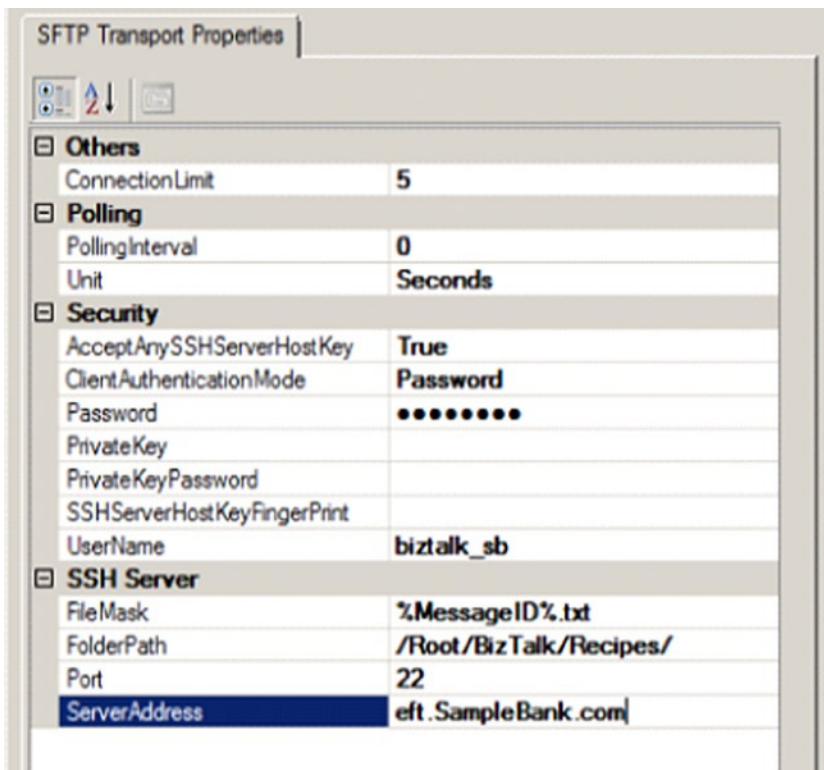 SFTP Transport Properties
Others
ConnectionLimit 5
Polling
PollingInterval 0
Unit Seconds
Security
AcceptAnySSHServerHostKey True
ClientAuthenticationMode Password
Password ●●●●●●●●
PrivateKey
PrivateKeyPassword
SSHServerHostKeyFingerPrint
UserName biztalk_sb
SSH Server
FileMask %MessageID%.txt
FolderPath /Root/BizTalk/Recipes/
Port 22
ServerAddress eft.SampleBank.com